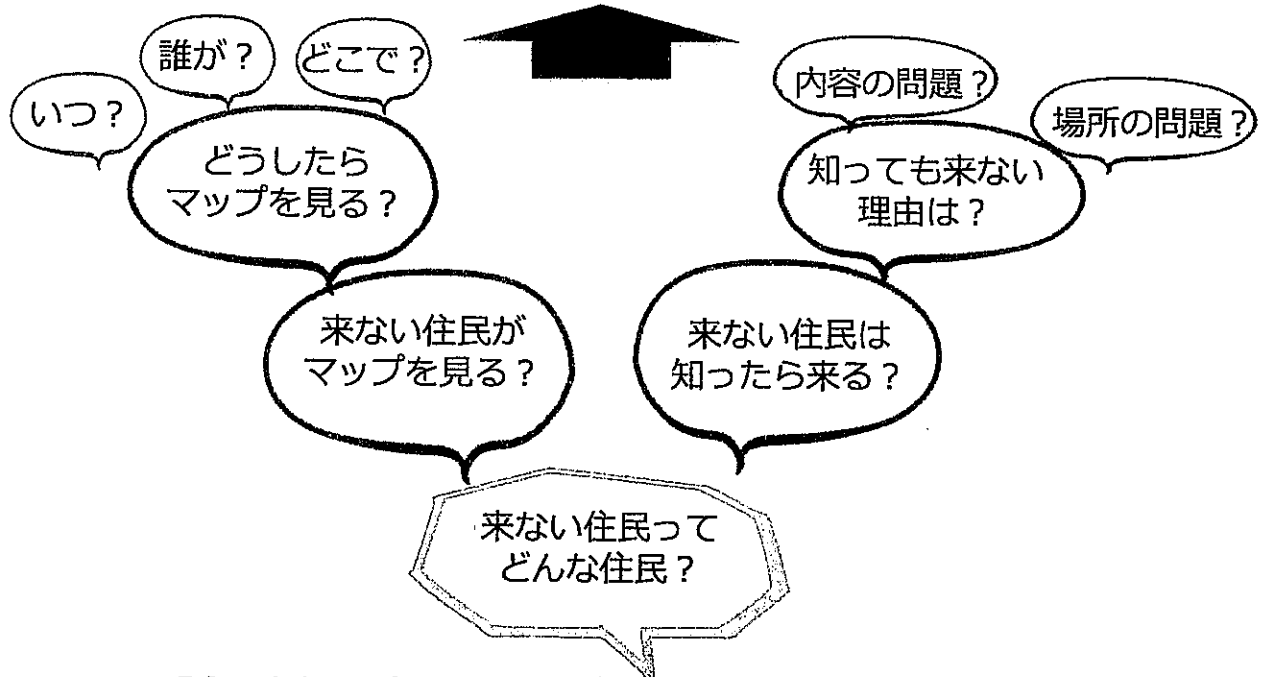 誰が？
どこで？
いつ？
どうしたら
マップを見る？
内容の問題？
場所の問題？
知っても来ない
理由は？
来ない住民が
マップを見る？
来ない住民は
知ったら来る？
来ない住民って
どんな住民？